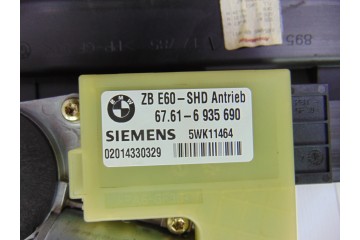 ZB E60-SHD Antrieb
67.61-6 935 690
SIEMENS 5WK11464
02014330329